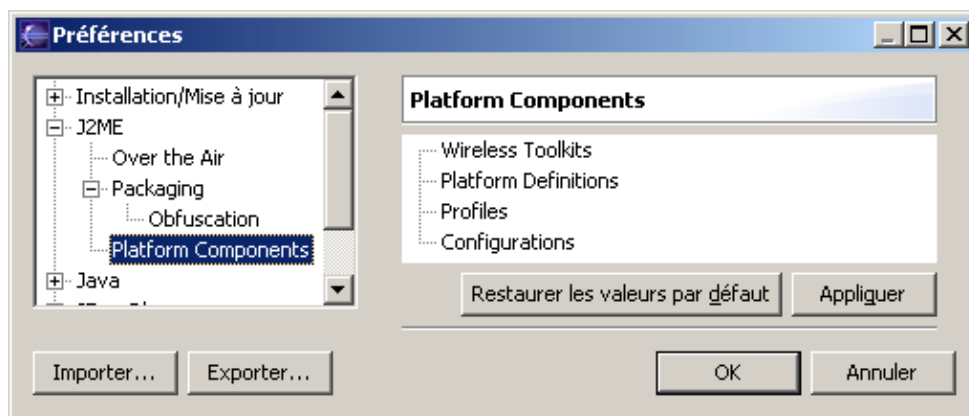 Préférences
Installation/Mise à jour
J2ME
Over the Air
Packaging
Obfuscation
Platform Components
Java
Platform Components
Wireless Toolkits
Platform Definitions
Profiles
Configurations
Restaurer les valeurs par défaut
Appliquer
Importer...
Exporter...
OK
Annuler